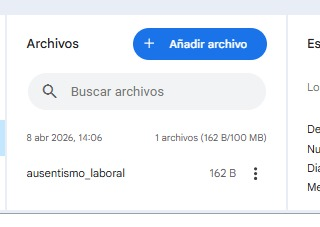 Archivos
Añadir archivo
Buscar archivos
8 abr 2026, 14:06
1 archivos (162 B/100 MB)
ausentismo_laboral
162 B
Es
Lo
De
Nu
Dia
Me